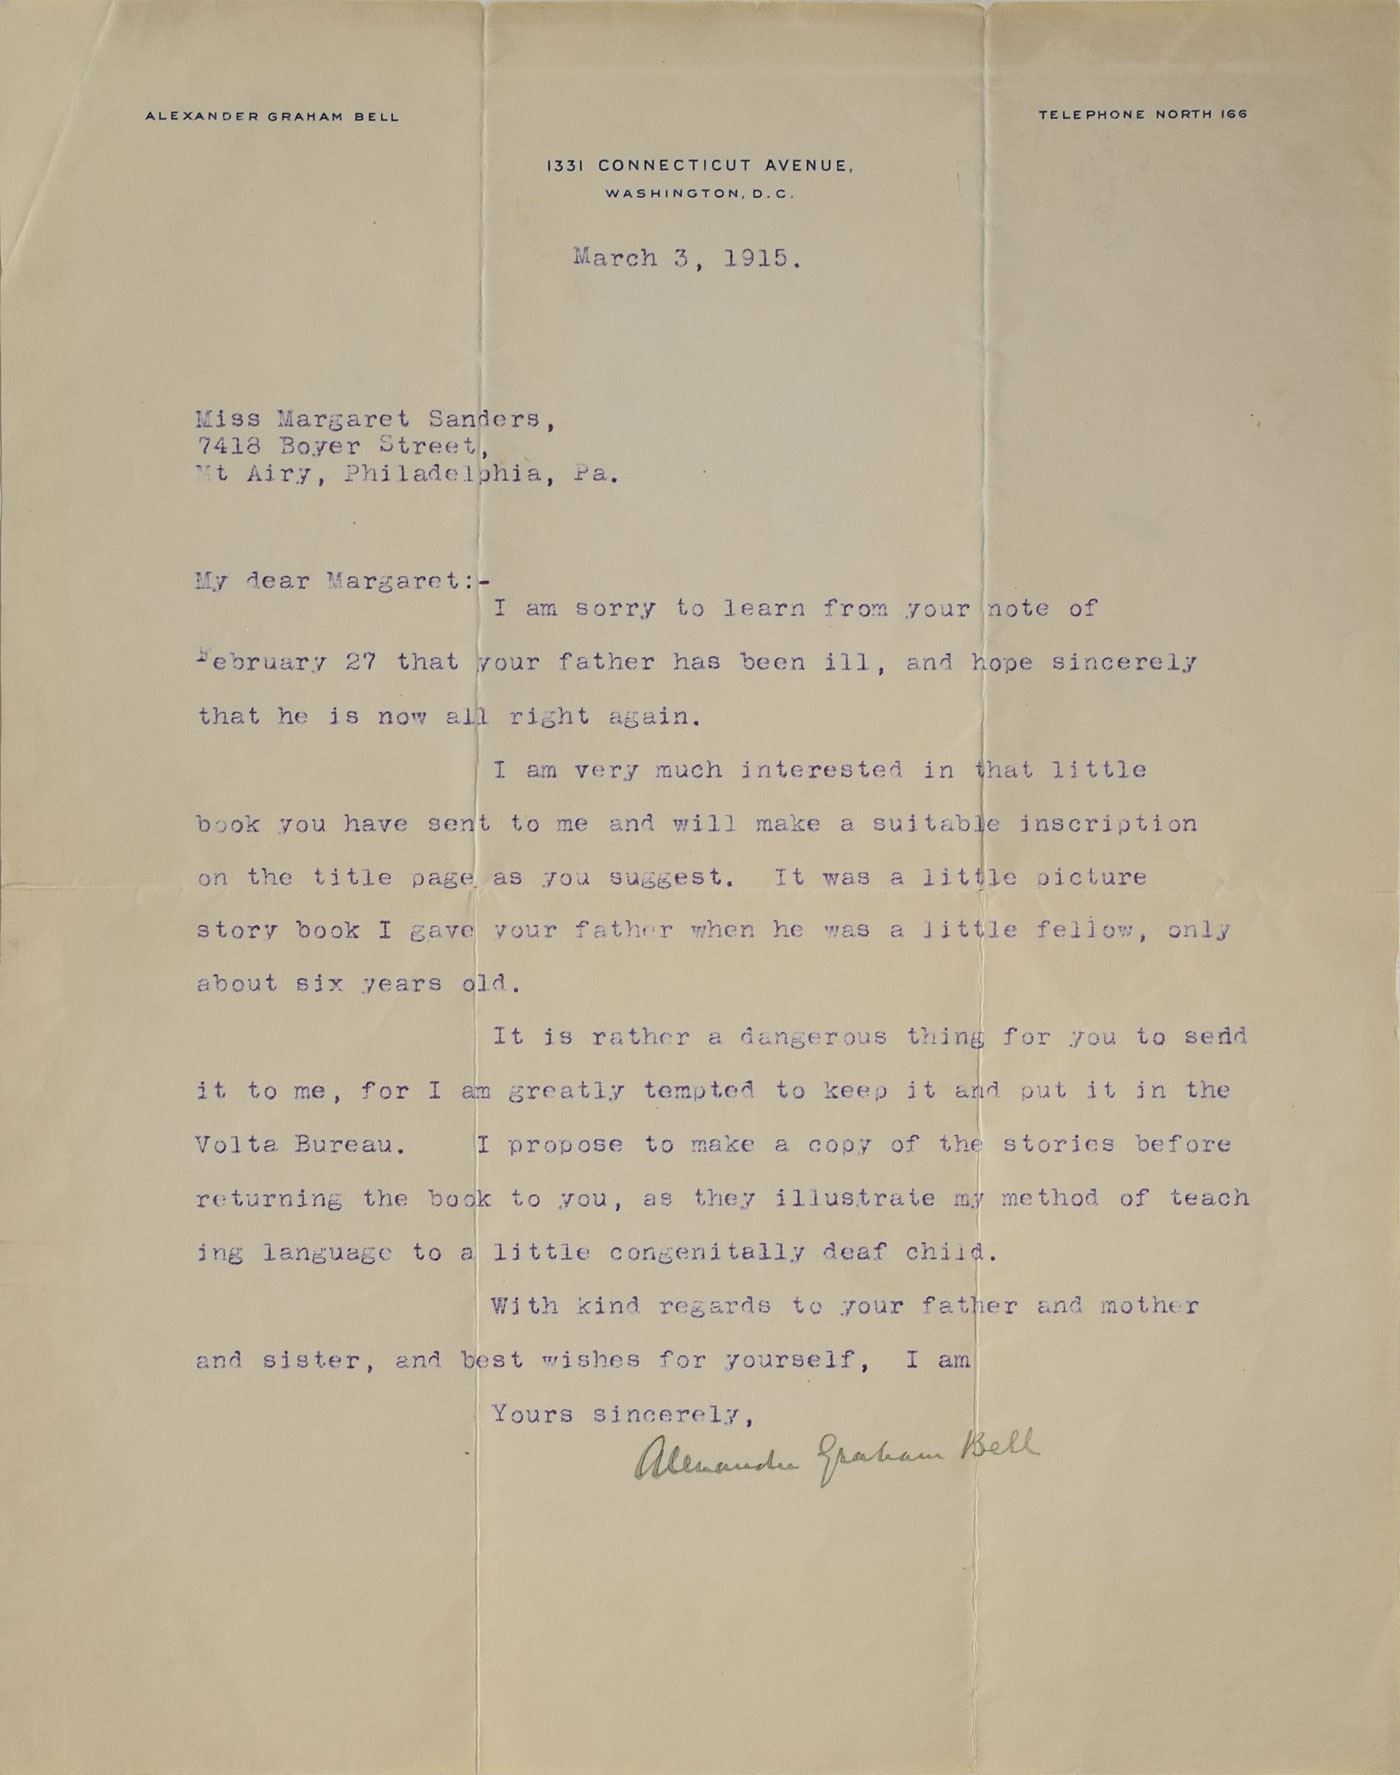 ALEXANDER GRAHAM BELL
TELEPHONE NORTH 166
1331 CONNECTICUT AVENUE,
WASHINGTON, D.C.
March 3, 1915.
Miss Margaret Sanders,
7418 Boyer Street,
Mt Airy, Philadelphia, Pa.
My dear Margaret:-
I am sorry to learn from your note of
February 27 that your father has been ill, and hope sincerely
that he is now all right again.
I am very much interested in that little
book you have sent to me and will make a suitable inscription
on the title page as you suggest. It was a little picture
story book I gave your father when he was a little fellow, only
about six years old.
It is rather a dangerous thing for you to send
it to me, for I am greatly tempted to keep it and put it in the
Volta Bureau. I propose to make a copy of the stories before
returning the book to you, as they illustrate my method of teach
ing language to a little congenitally deaf child.
With kind regards to your father and mother
and sister, and best wishes for yourself, I am
Yours sincerely,
Alexander Graham Bell